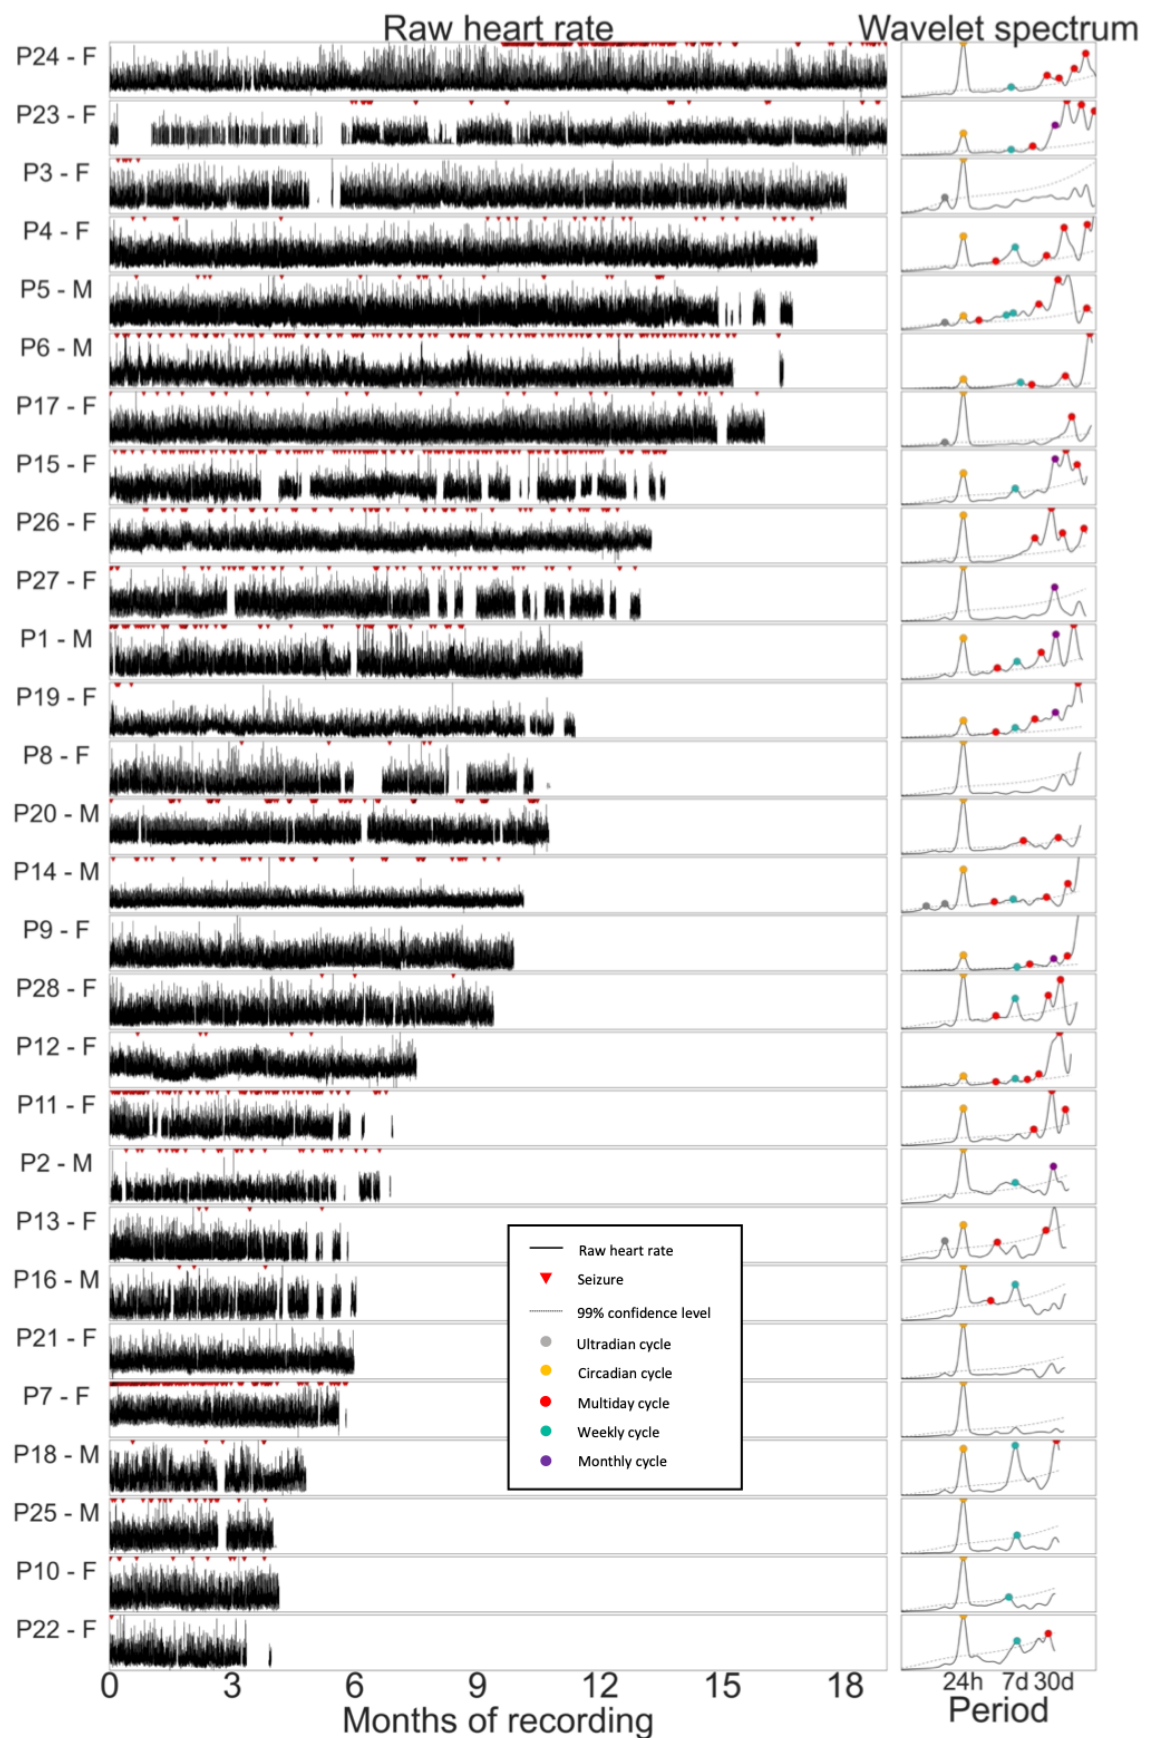 Raw heart rate
Wavelet spectrum
P24 - F
P23 - F
P3 - F
P4 - F
P5 - M
P6 - M
P17 - F
P15 - F
P26 - F
P27 - F
P1 - M
P19 - F
P8 - F
P20 - M
P14 - M
P9 - F
P28 - F
P12 - F
P11 - F
P2 - M
P13 - F
P16 - M
P21 - F
P7 - F
P18 - M
P25 - M
P10 - F
P22 - F
Raw heart rate
Seizure
99% confidence level
Ultradian cycle
Circadian cycle
Multiday cycle
Weekly cycle
Monthly cycle
0 3 6 9 12 15 18
Months of recording
24h 7d 30d
Period